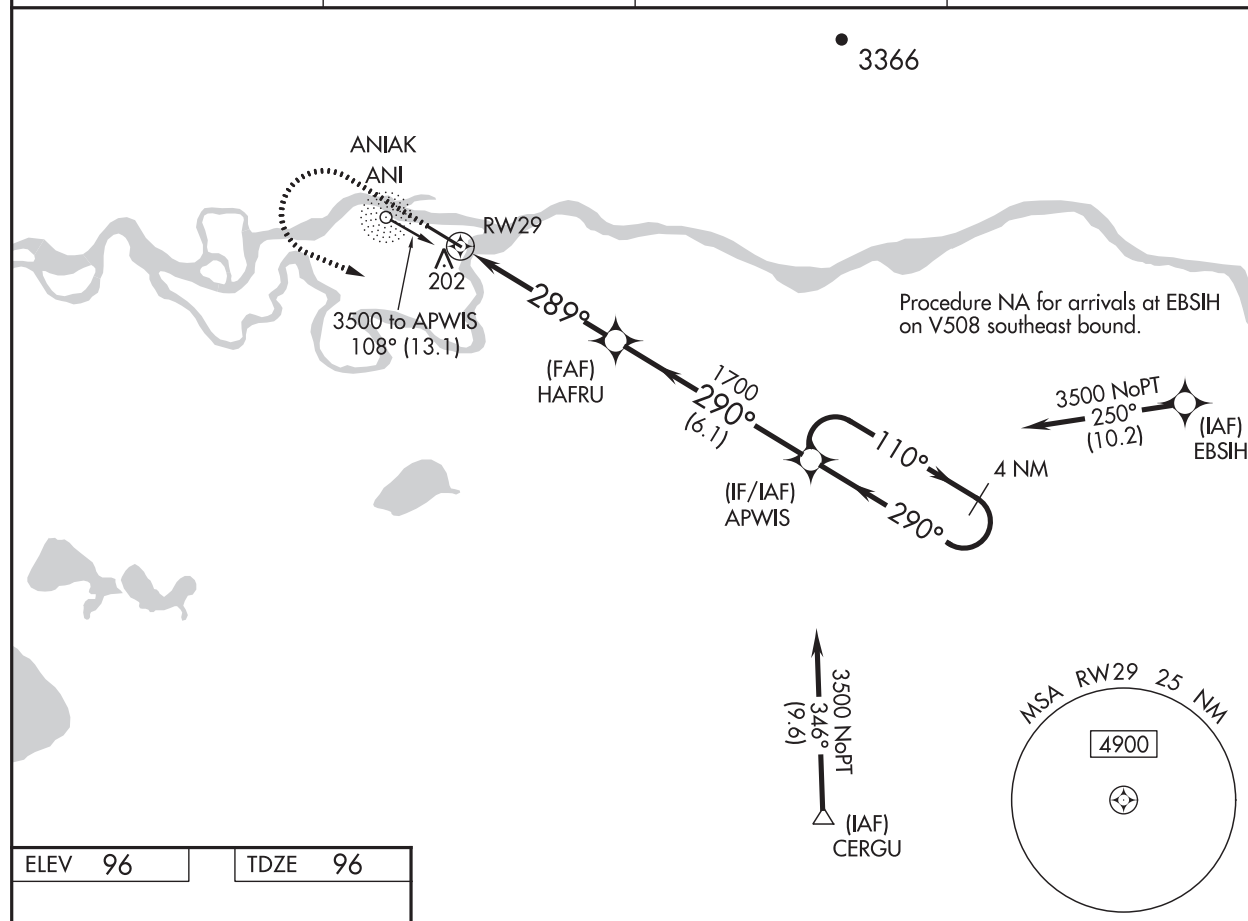 3366
ANIAK
ANI
RW29
202
3500 to APWIS
108° (13.1)
289°
(FAF)
HAFRU
1700
290°
(6.1)
Procedure NA for arrivals at EBSIH
on V508 southeast bound.
3500 NoPT
250°
(10.2)
(IAF)
EBSIH
110°
4 NM
290°
(IF/IAF)
APWIS
3500 NoPT
346°
(9.6)
(IAF)
CERGU
MSA RW29 25 NM
4900
ELEV 96
TDZE 96